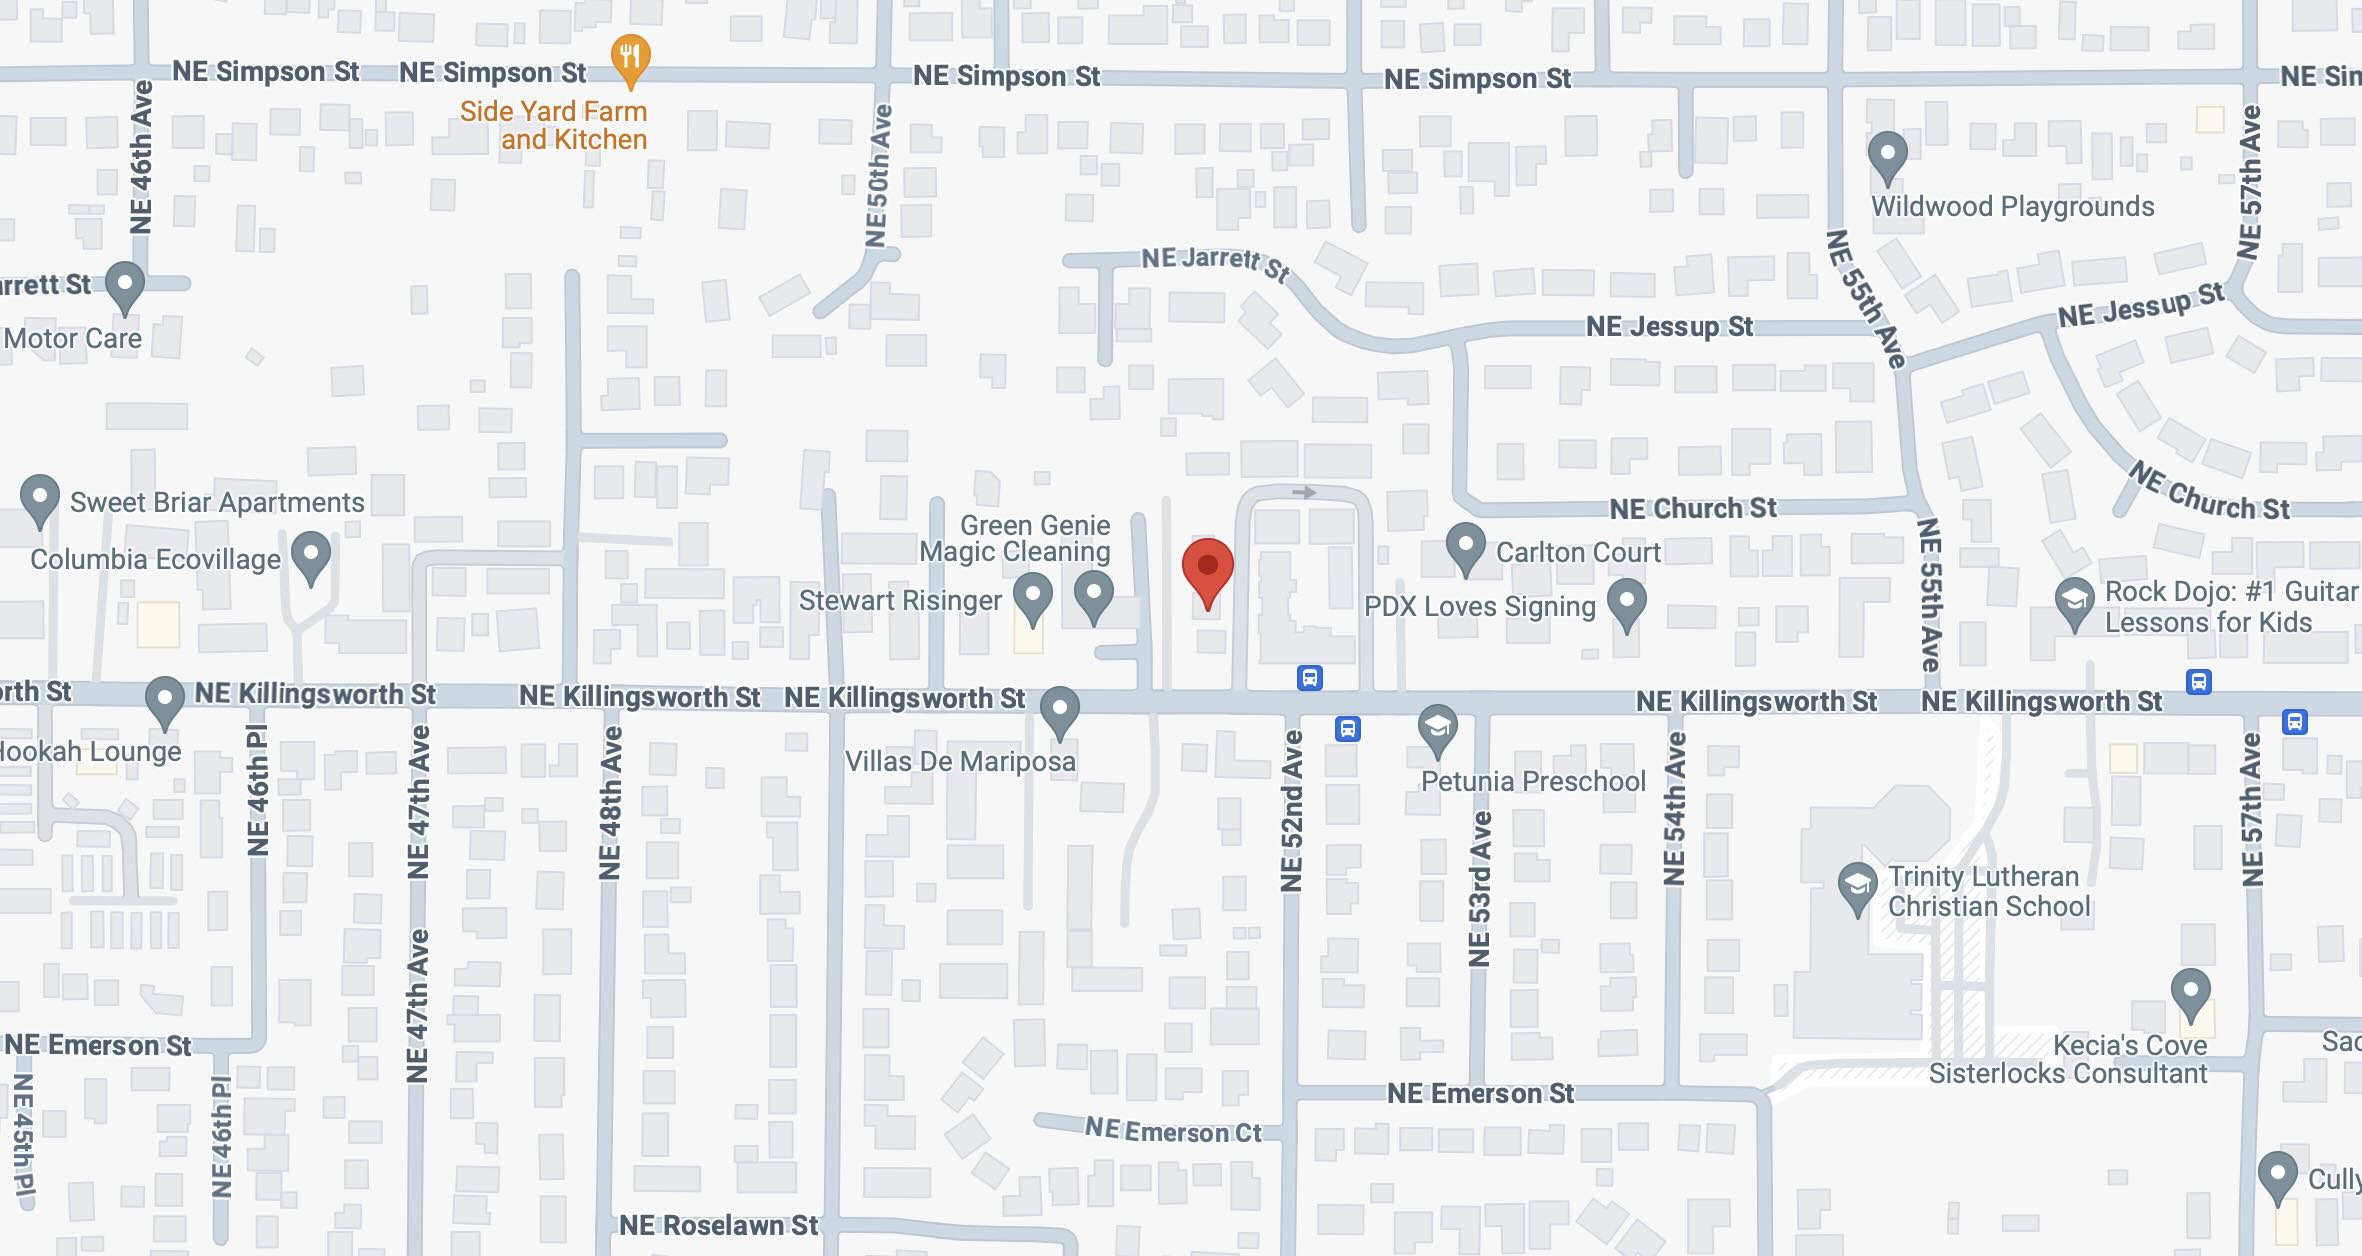 NE Simpson St
NE Simpson St
NE Simpson St
NE Simpson St
NE Sin
Side Yard Farm
and Kitchen
NE 46th Ave
NE 50th Ave
NE 57th Ave
Wildwood Playgrounds
arrett St
Motor Care
NE Jarrett St
NE 55th Ave
NE Jessup St
NE Jessup St
Sweet Briar Apartments
Columbia Ecovillage
Green Genie
Magic Cleaning
Stewart Risinger
Carlton Court
PDX Loves Signing
NE Church St
NE Church St
NE 55th Ave
Rock Dojo: #1 Guitar
Lessons for Kids
orth St
NE Killingsworth St
NE Killingsworth St
NE Killingsworth St
NE Killingsworth St
NE Killingsworth St
Hookah Lounge
Villas De Mariposa
Petunia Preschool
NE 46th Pl
NE 47th Ave
NE 48th Ave
NE 52nd Ave
NE 53rd Ave
NE 54th Ave
NE 57th Ave
Trinity Lutheran
Christian School
NE 47th Ave
NE Emerson St
Kecia's Cove
Sisterlocks Consultant
Sac
NE 45th Pl
NE 46th Pl
NE Emerson St
NE Emerson Ct
NE Roselawn St
Cully